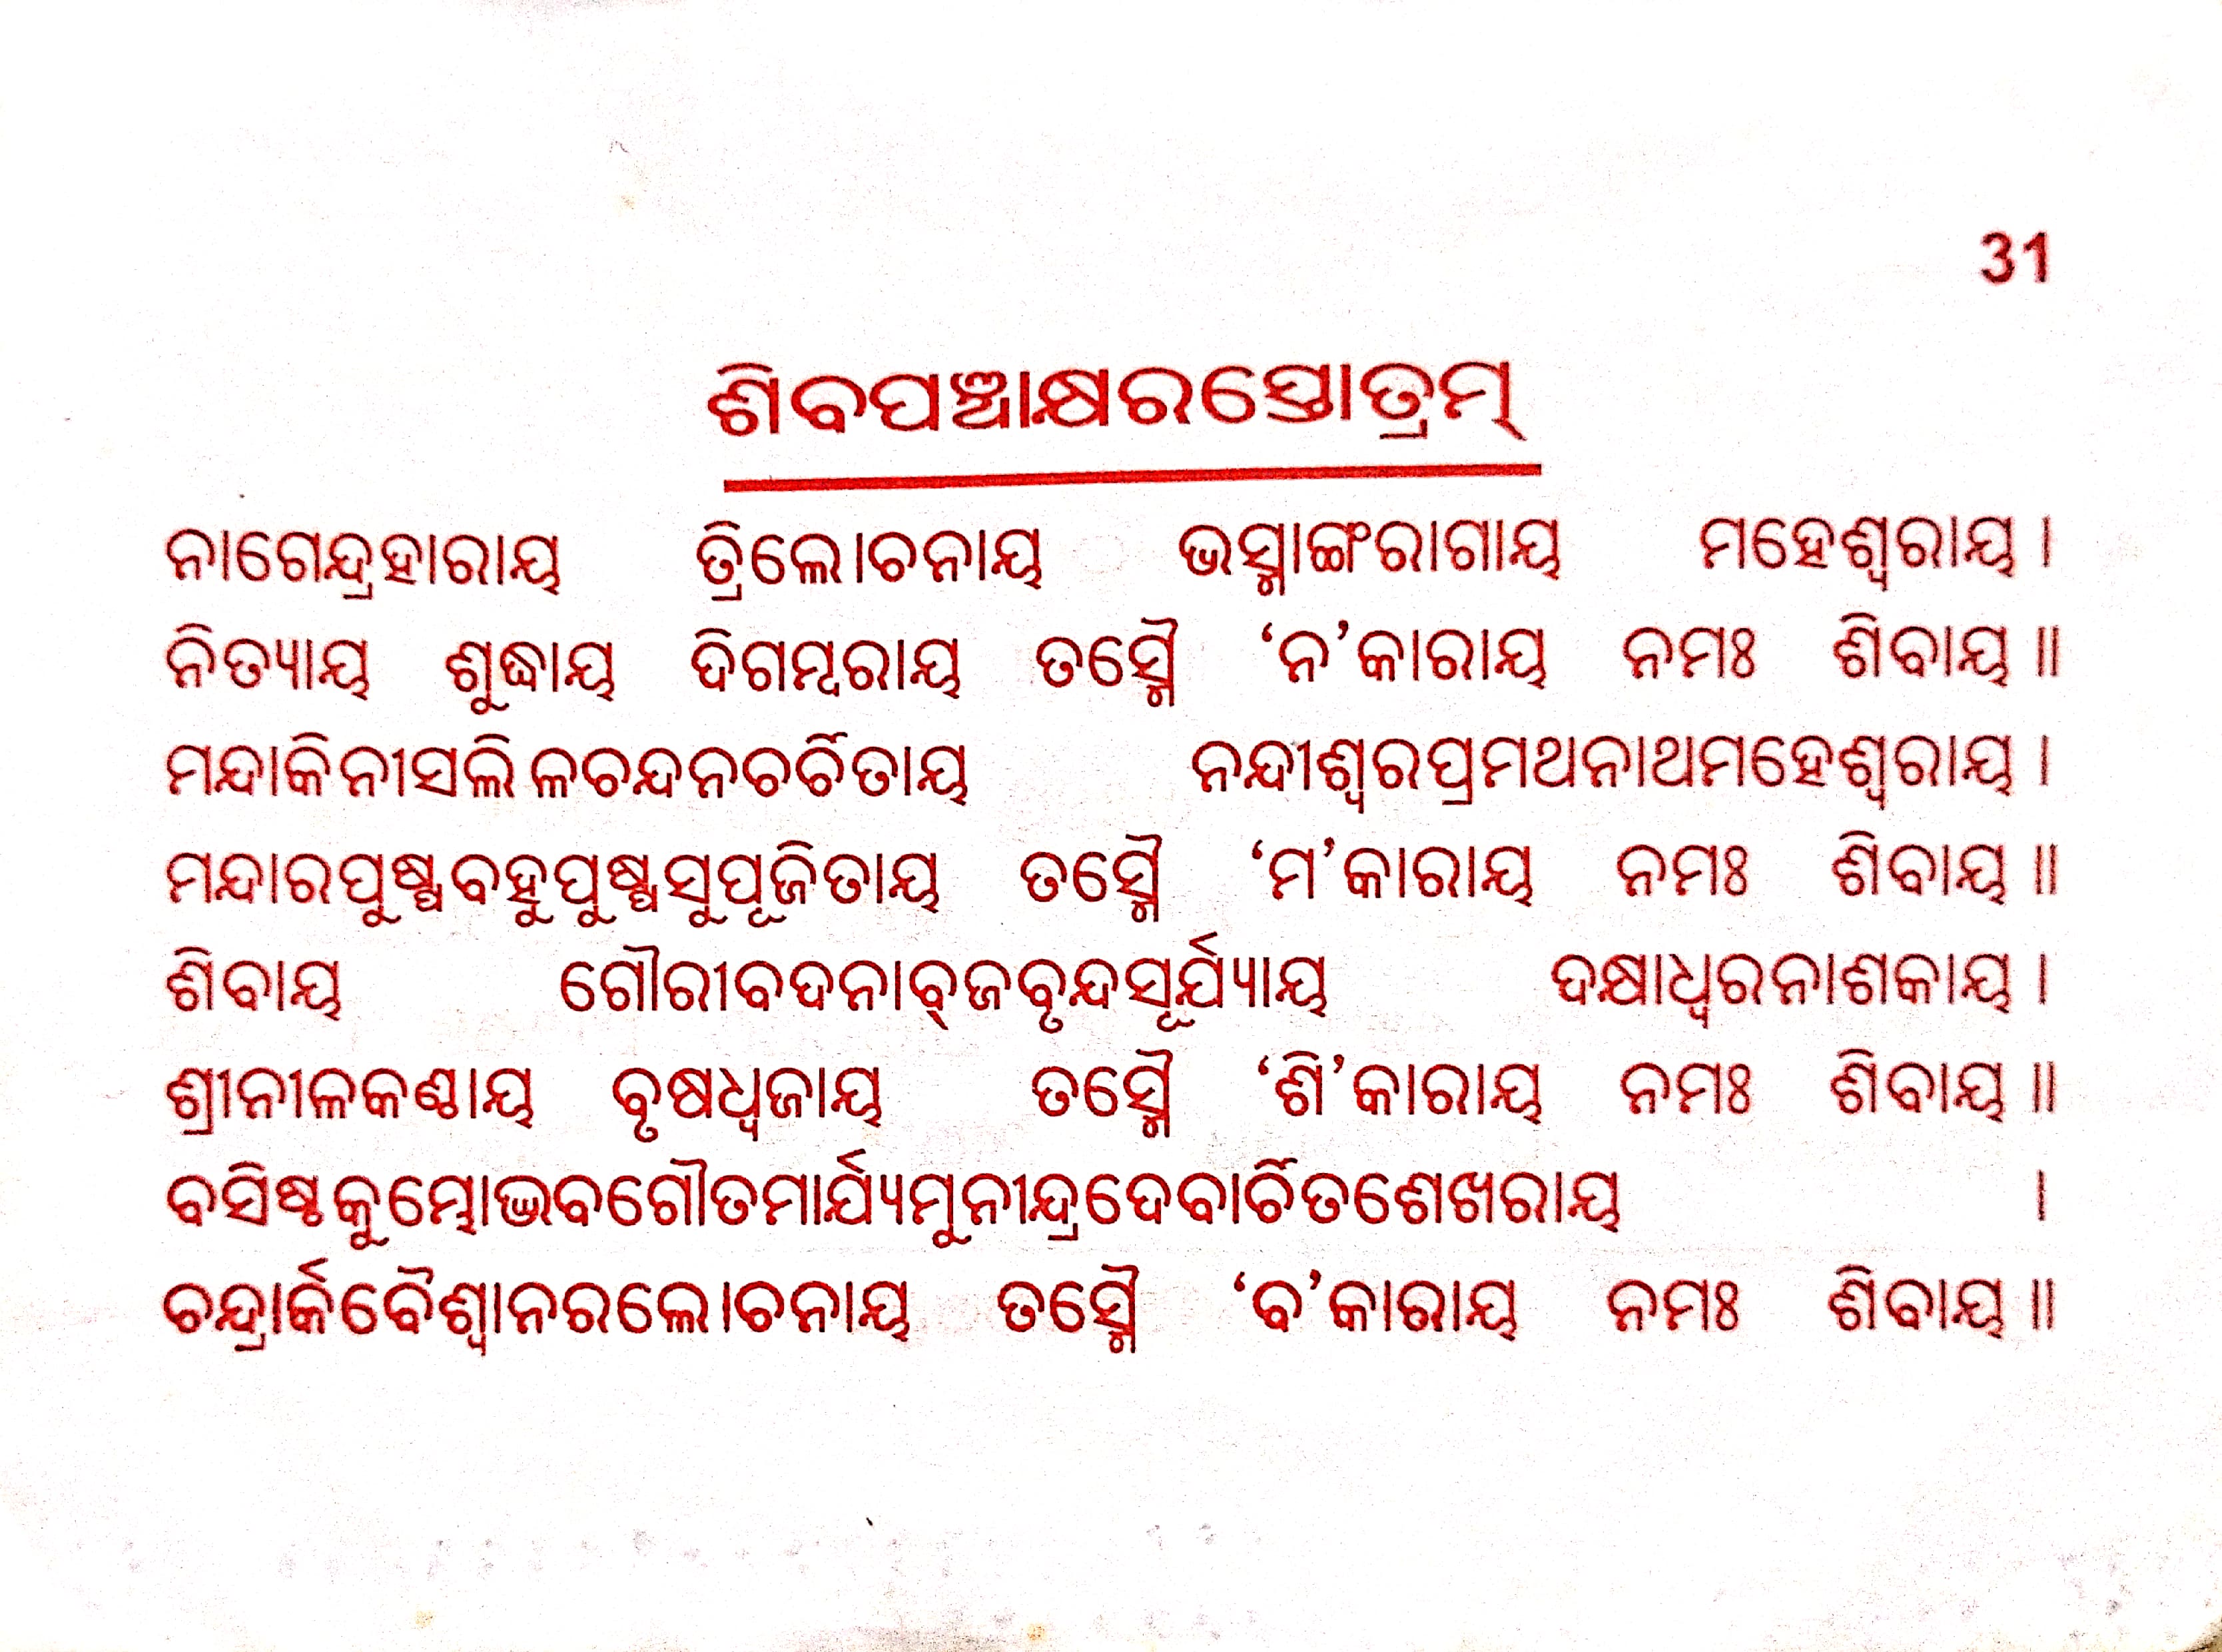 31
ଶିବପଞ୍ଚାକ୍ଷରସ୍ତୋତ୍ରମ୍
ନାଗେନ୍ଦ୍ରହାରାୟ ତ୍ରିଲୋଚନାୟ ଭସ୍ମାଙ୍ଗରାଗାୟ ମହେଶ୍ୱରାୟ ।
ନିତ୍ୟାୟ ଶୁଦ୍ଧାୟ ଦିଗମ୍ବରାୟ ତସ୍ମୈ ‘ନ’କାରାୟ ନମଃ ଶିବାୟ ॥
ମନ୍ଦାକିନୀସଲିଳଚନ୍ଦନଚର୍ଚିତାୟ ନନ୍ଦୀଶ୍ୱରପ୍ରମଥନାଥମହେଶ୍ୱରାୟ ।
ମନ୍ଦାରପୁଷ୍ପବହୁପୁଷ୍ପସୁପୂଜିତାୟ ତସ୍ମୈ ‘ମ’କାରାୟ ନମଃ ଶିବାୟ ॥
ଶିବାୟ ଗୌରୀବଦନାବ୍‌ଜବୃନ୍ଦସୂର୍ଯ୍ୟାୟ ଦକ୍ଷାଧ୍ୱରନାଶକାୟ ।
ଶ୍ରୀନୀଳକଣ୍ଠାୟ ବୃଷଧ୍ୱଜାୟ ତସ୍ମୈ ‘ଶି’କାରାୟ ନମଃ ଶିବାୟ ॥
ବସିଷ୍ଠକୁମ୍ଭୋଦ୍ଭବଗୌତମାର୍ଯ୍ୟମୁନୀନ୍ଦ୍ରଦେବାର୍ଚିତଶେଖରାୟ ।
ଚନ୍ଦ୍ରାର୍କବୈଶ୍ୱାନରଲୋଚନାୟ ତସ୍ମୈ ‘ବ’କାରାୟ ନମଃ ଶିବାୟ ॥